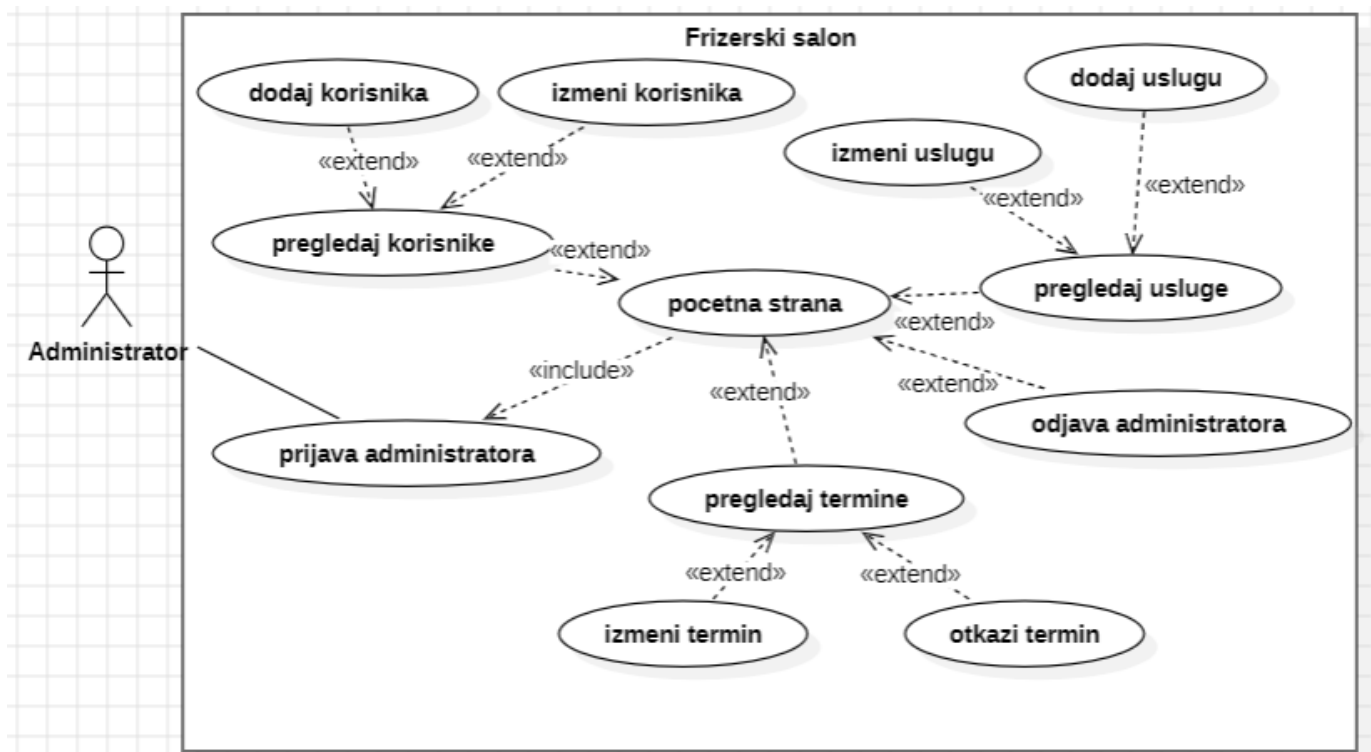 Frizerski salon
dodaj korisnika
izmeni korisnika
dodaj uslugu
izmeni uslugu
«extend»
«extend»
«extend»
«extend»
pregledaj korisnike
«extend»
pocetna strana
pregledaj usluge
«extend»
Administrator
«include»
«extend»
«extend»
prijava administratora
odjava administratora
pregledaj termine
«extend»
«extend»
izmeni termin
otkazi termin